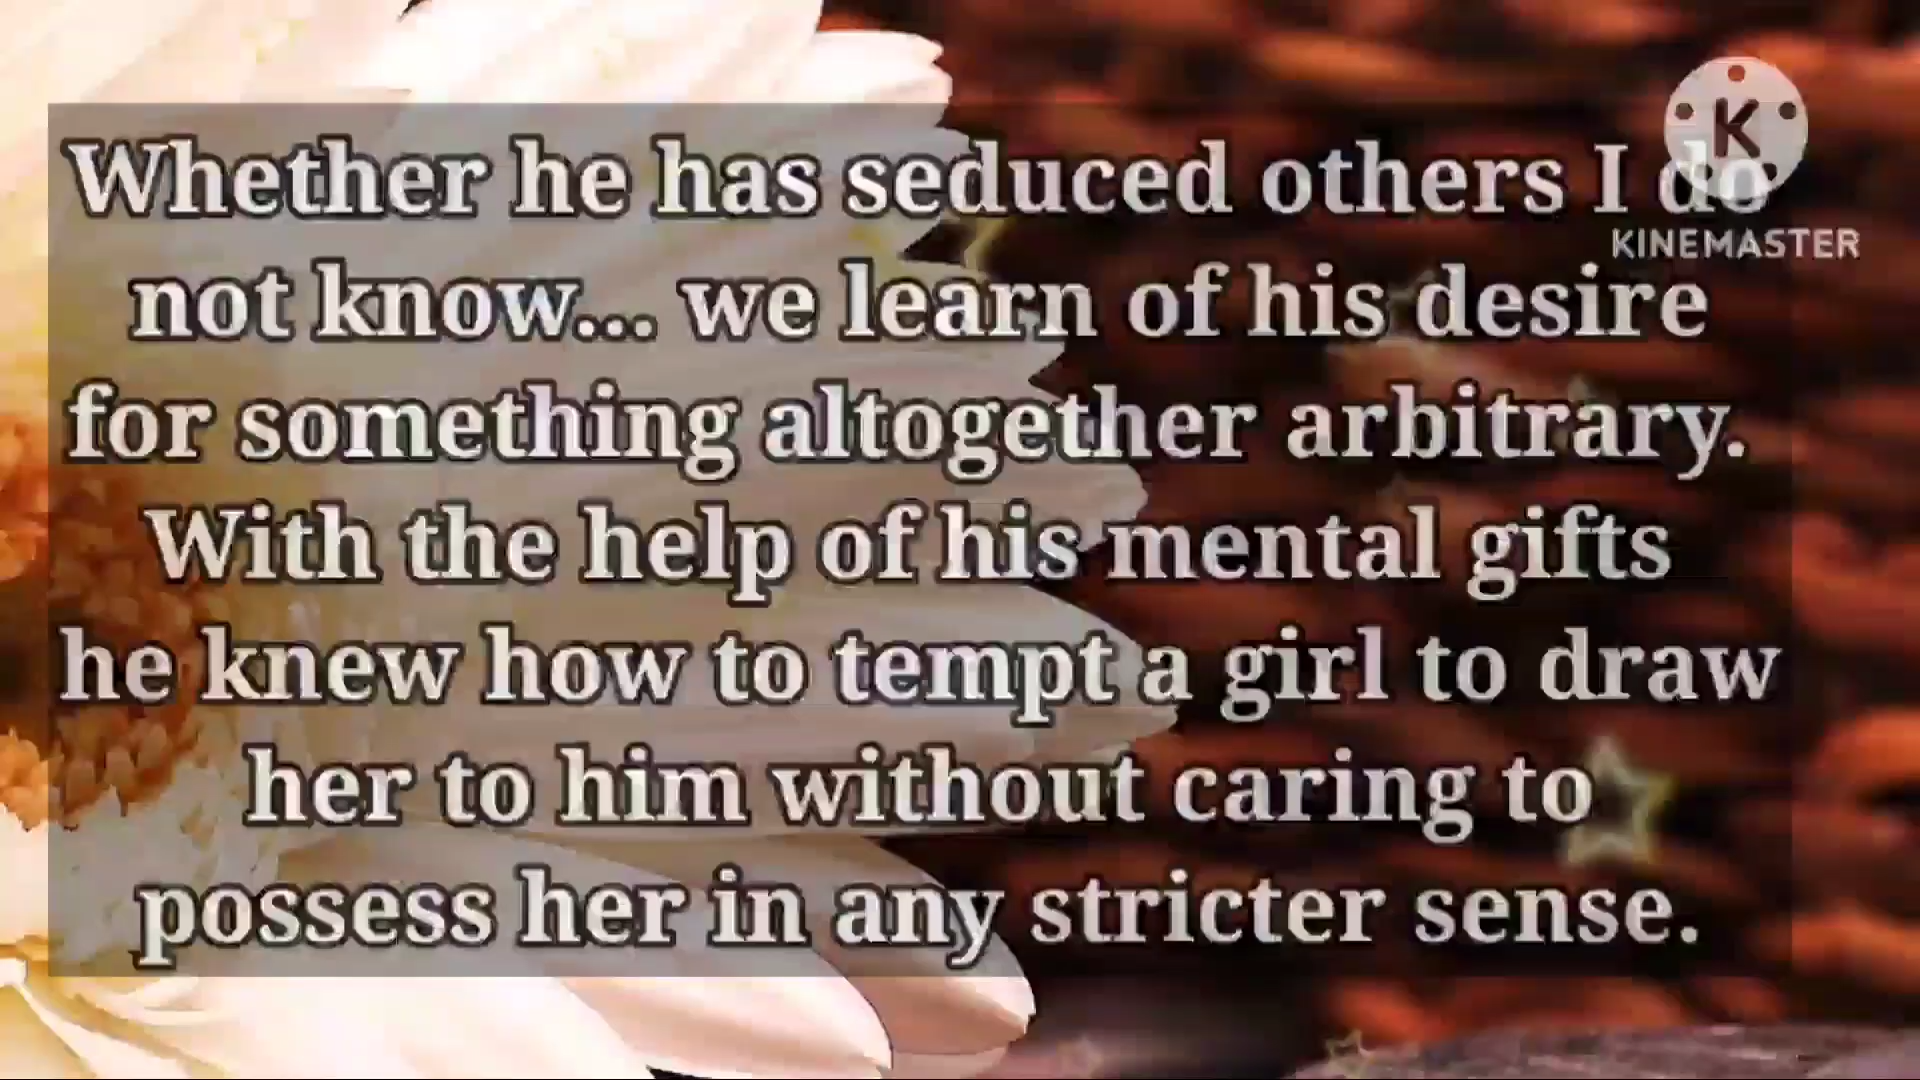 Whether he has seduced others I do
not know... we learn of his desire
for something altogether arbitrary.
With the help of his mental gifts
he knew how to tempt a girl to draw
her to him without caring to
possess her in any stricter sense.
K
KINEMASTER